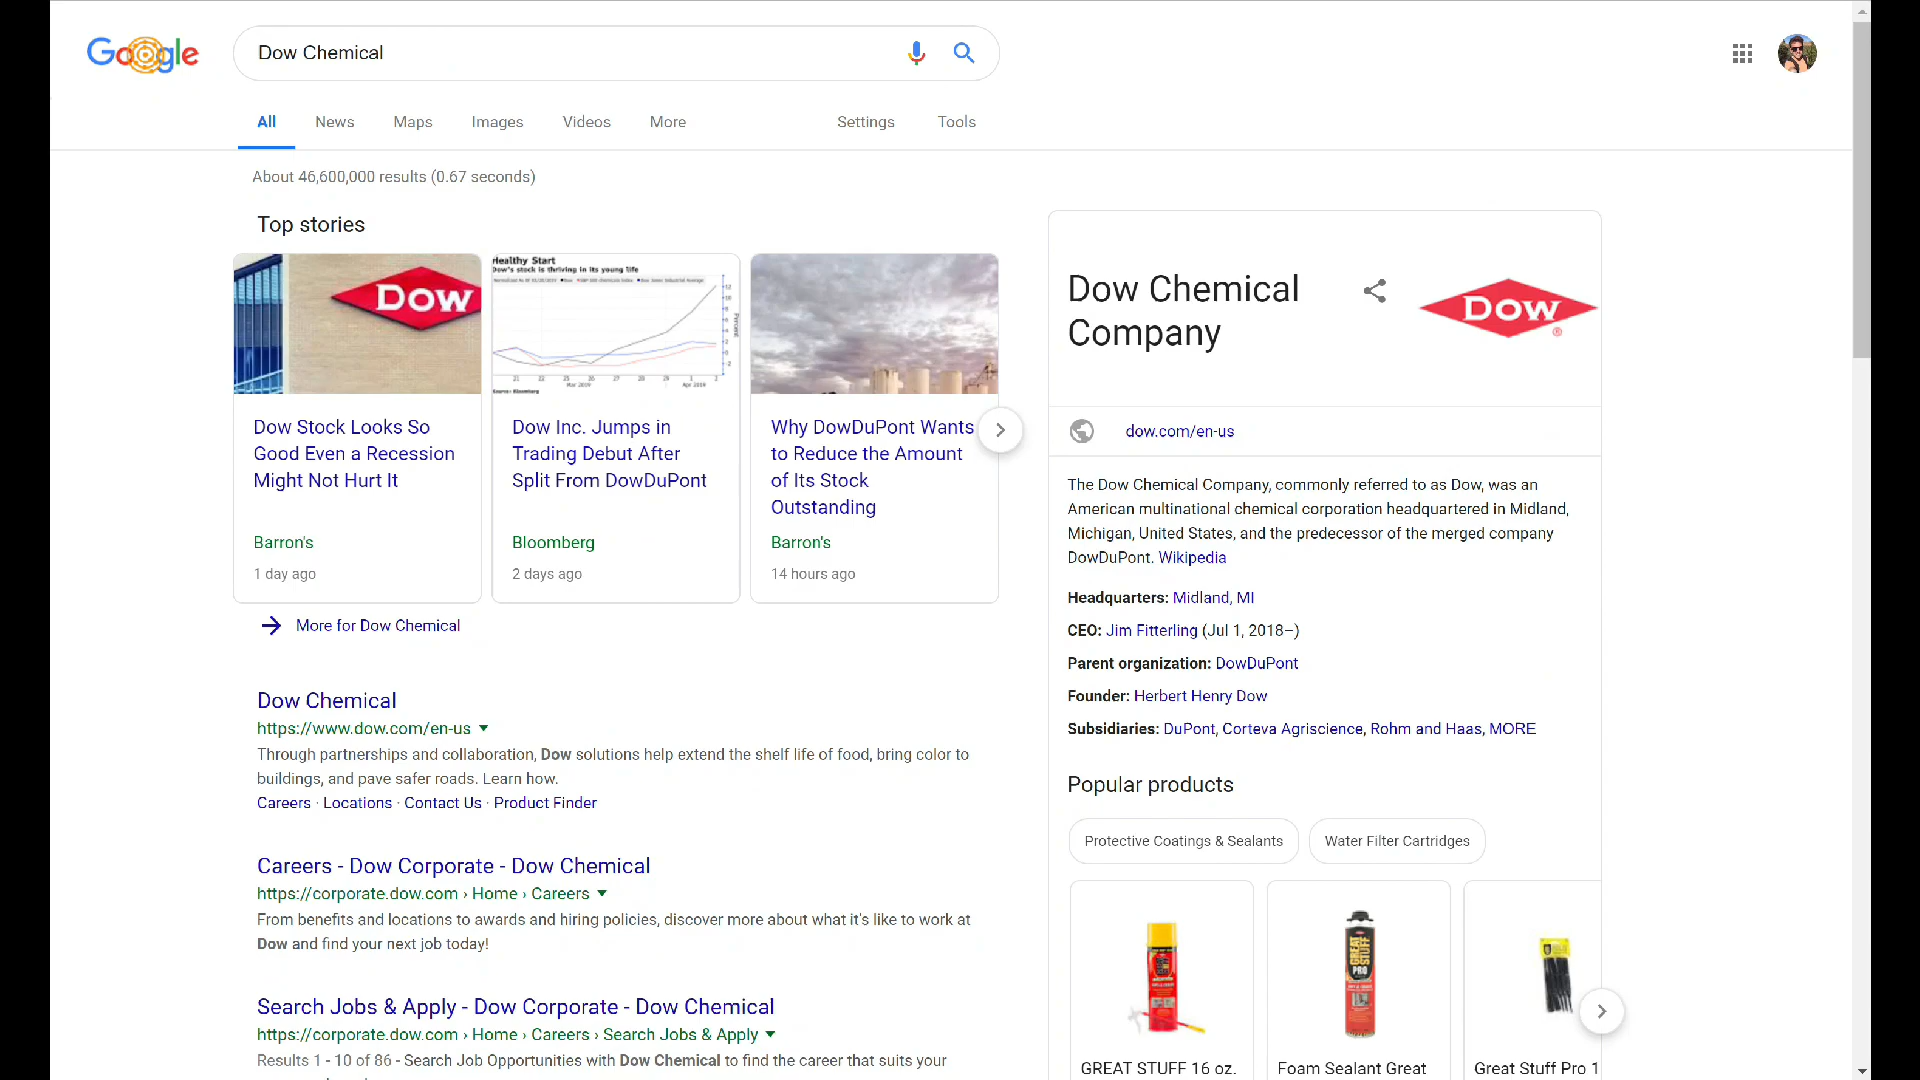 Google
Dow Chemical
All
News
Maps
Images
Videos
More
Settings
Tools
About 46,600,000 results (0.67 seconds)
Top stories
DOW
Dow Stock Looks So
Good Even a Recession
Might Not Hurt It
Barron's
1 day ago
Healthy Start
Dow's stock is thriving in its young life
Dow Inc. Jumps in
Trading Debut After
Split From DowDuPont
Bloomberg
2 days ago
Why DowDuPont Wants
to Reduce the Amount
of Its Stock
Outstanding
Barron's
14 hours ago
More for Dow Chemical
Dow Chemical
https://www.dow.com/en-us
Through partnerships and collaboration, Dow solutions help extend the shelf life of food, bring color to
buildings, and pave safer roads. Learn how.
Careers · Locations · Contact Us · Product Finder
Careers - Dow Corporate - Dow Chemical
https://corporate.dow.com › Home › Careers
From benefits and locations to awards and hiring policies, discover more about what it's like to work at
Dow and find your next job today!
Search Jobs & Apply - Dow Corporate - Dow Chemical
https://corporate.dow.com › Home › Careers › Search Jobs & Apply
Results 1 - 10 of 86 - Search Job Opportunities with Dow Chemical to find the career that suits your
Dow Chemical
Company
DOW
®
dow.com/en-us
The Dow Chemical Company, commonly referred to as Dow, was an
American multinational chemical corporation headquartered in Midland,
Michigan, United States, and the predecessor of the merged company
DowDuPont. Wikipedia
Headquarters: Midland, MI
CEO: Jim Fitterling (Jul 1, 2018–)
Parent organization: DowDuPont
Founder: Herbert Henry Dow
Subsidiaries: DuPont, Corteva Agriscience, Rohm and Haas, MORE
Popular products
Protective Coatings & Sealants
Water Filter Cartridges
GREAT STUFF PRO
GREAT STUFF 16 oz.
Foam Sealant Great
Great Stuff Pro 1